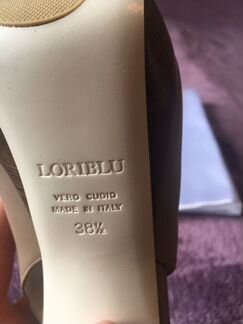 LORIBLU
VERO CUOIO
MADE IN ITALY
38½